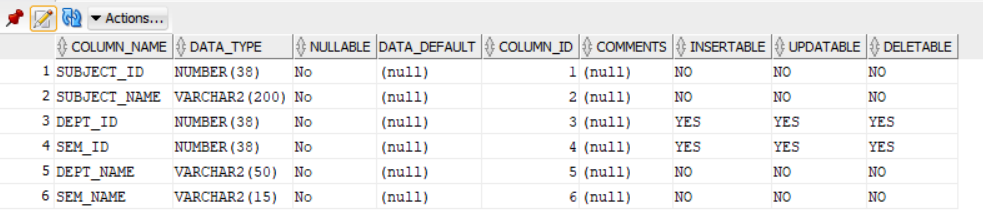 Actions...
COLUMN_NAME DATA_TYPE NULLABLE DATA_DEFAULT COLUMN_ID COMMENTS INSERTABLE UPDATABLE DELETABLE
1 SUBJECT_ID NUMBER(38) No (null) 1 (null) NO NO NO
2 SUBJECT_NAME VARCHAR2(200) No (null) 2 (null) NO NO NO
3 DEPT_ID NUMBER(38) No (null) 3 (null) YES YES YES
4 SEM_ID NUMBER(38) No (null) 4 (null) YES YES YES
5 DEPT_NAME VARCHAR2(50) No (null) 5 (null) NO NO NO
6 SEM_NAME VARCHAR2(15) No (null) 6 (null) NO NO NO